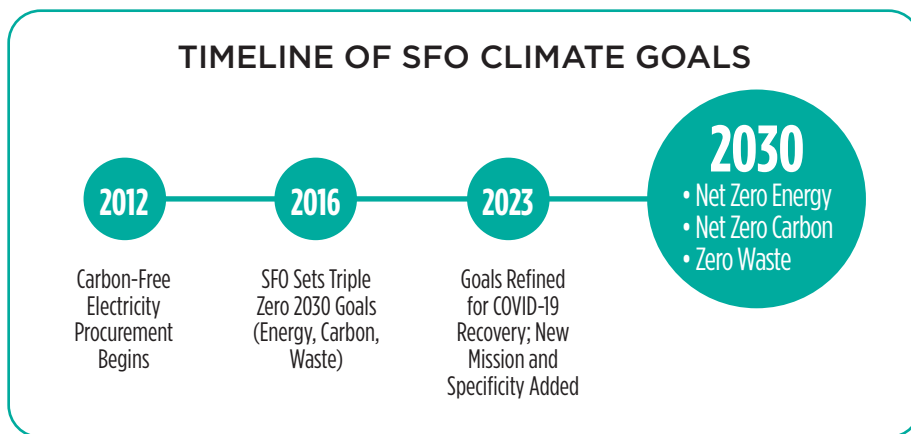 TIMELINE OF SFO CLIMATE GOALS
2012
Carbon-Free
Electricity
Procurement
Begins
2016
SFO Sets Triple
Zero 2030 Goals
(Energy, Carbon,
Waste)
2023
Goals Refined
for COVID-19
Recovery; New
Mission and
Specificity Added
2030
• Net Zero Energy
• Net Zero Carbon
• Zero Waste